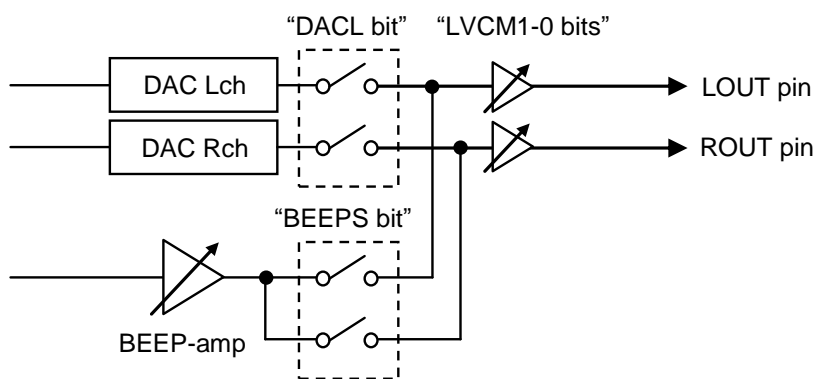 “DACL bit” “LVCM1-0 bits”
DAC Lch
LOUT pin
DAC Rch
ROUT pin
“BEEPS bit”
BEEP-amp